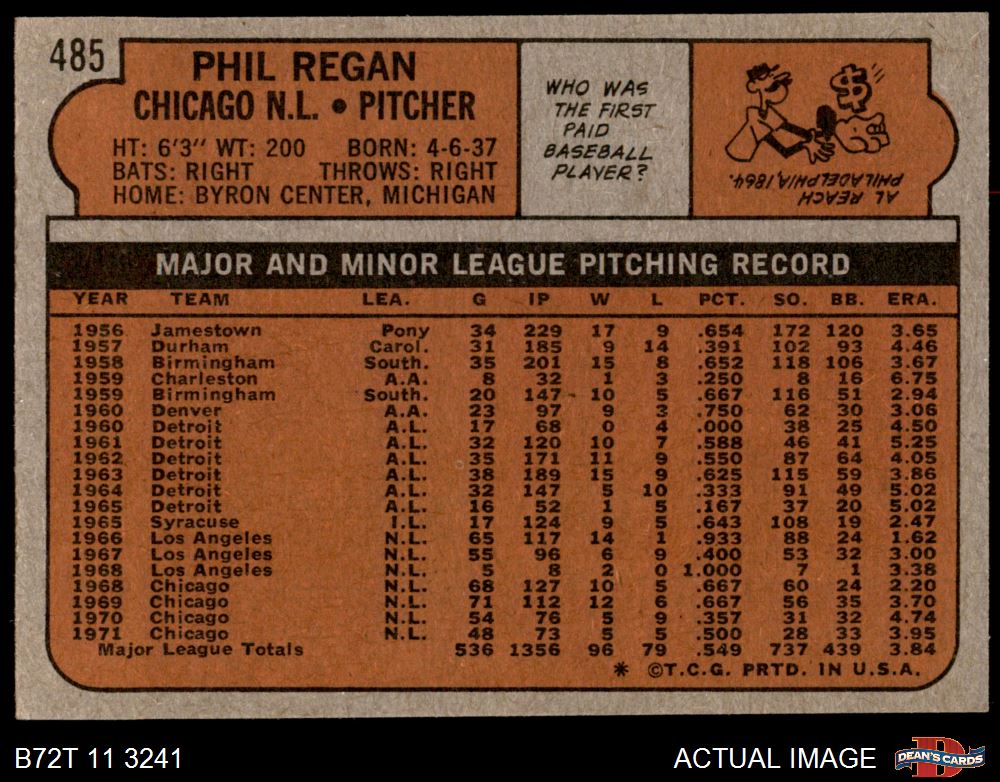 485
PHIL REGAN
CHICAGO N.L. • PITCHER
HT: 6'3" WT: 200 BORN: 4-6-37
BATS: RIGHT THROWS: RIGHT
HOME: BYRON CENTER, MICHIGAN
WHO WAS
THE FIRST
PAID
BASEBALL
PLAYER?
$
AL REACH
PHILADELPHIA, 1864.
MAJOR AND MINOR LEAGUE PITCHING RECORD
YEAR TEAM LEA. G IP W L PCT. SO. BB. ERA.
1956 Jamestown Pony 34 229 17 9 .654 172 120 3.65
1957 Durham Carol. 31 185 9 14 .391 102 93 4.46
1958 Birmingham South. 35 201 15 8 .652 118 106 3.67
1959 Charleston A.A. 8 32 1 3 .250 8 16 6.75
1959 Birmingham South. 20 147 10 5 .667 116 51 2.94
1960 Denver A.A. 23 97 9 3 .750 62 30 3.06
1960 Detroit A.L. 17 68 0 4 .000 38 25 4.50
1961 Detroit A.L. 32 120 10 7 .588 46 41 5.25
1962 Detroit A.L. 35 171 11 9 .550 87 64 4.05
1963 Detroit A.L. 38 189 15 9 .625 115 59 3.86
1964 Detroit A.L. 32 147 5 10 .333 91 49 5.02
1965 Detroit A.L. 16 52 1 5 .167 37 20 5.02
1965 Syracuse I.L. 17 124 9 5 .643 108 19 2.47
1966 Los Angeles N.L. 65 117 14 1 .933 88 24 1.62
1967 Los Angeles N.L. 55 96 6 9 .400 53 32 3.00
1968 Los Angeles N.L. 5 8 2 0 1.000 7 1 3.38
1968 Chicago N.L. 68 127 10 5 .667 60 24 2.20
1969 Chicago N.L. 71 112 12 6 .667 56 35 3.70
1970 Chicago N.L. 54 76 5 9 .357 31 32 4.74
1971 Chicago N.L. 48 73 5 5 .500 28 33 3.95
Major League Totals 536 1356 96 79 .549 737 439 3.84
* ©T.C.G. PRTD. IN U.S.A.
B72T 11 3241 ACTUAL IMAGE D DEAN'S CARDS